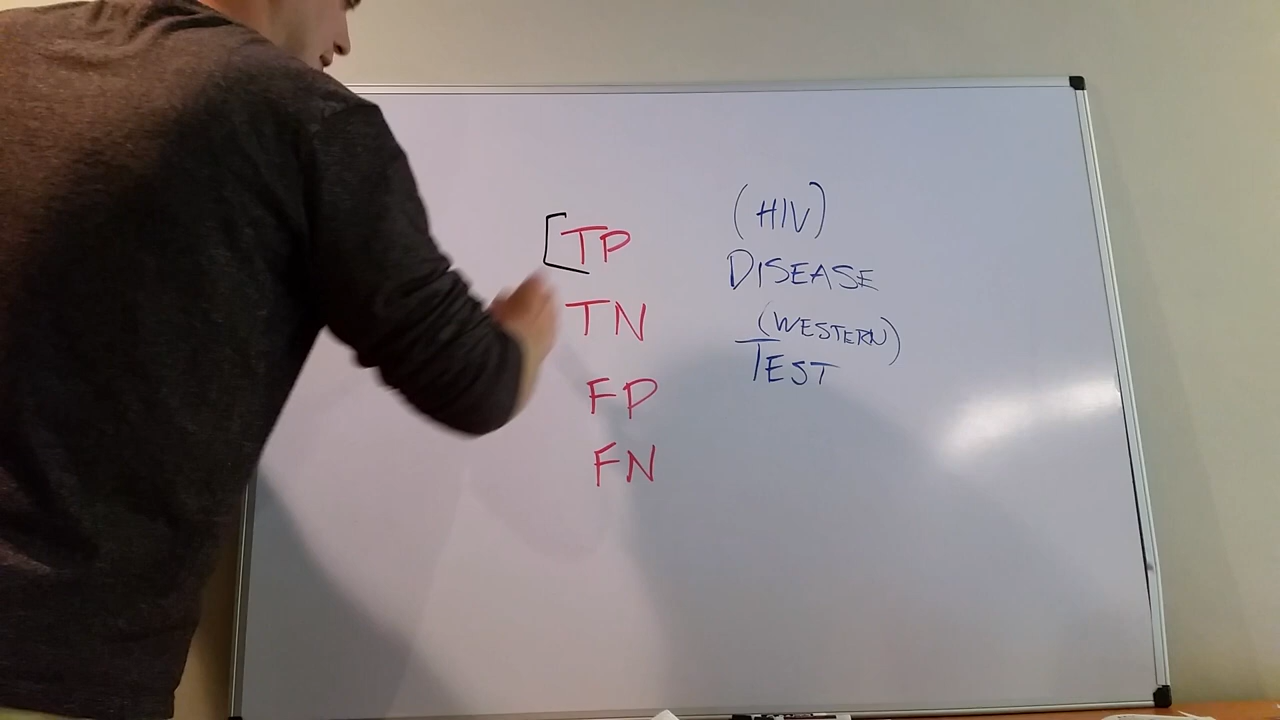 TP
TN
FP
FN
(HIV)
DISEASE
(WESTERN)
TEST